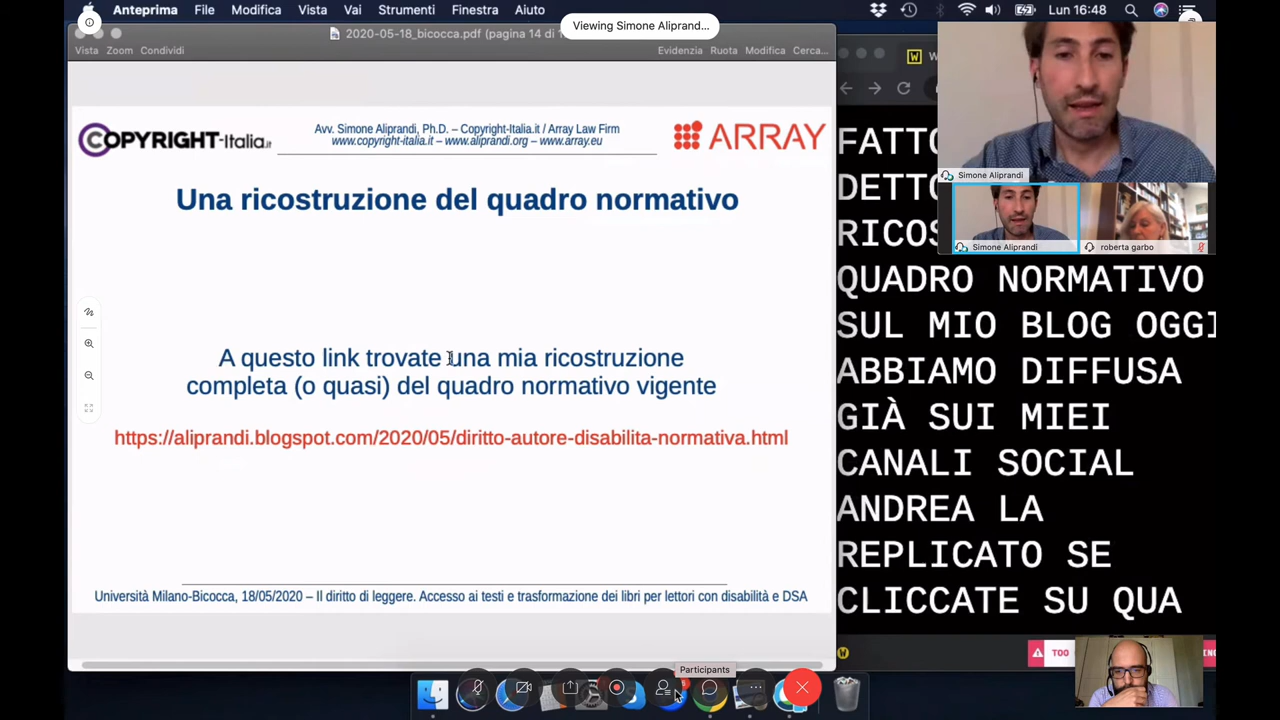 Anteprima File Modifica Vista Vai Strumenti Finestra Aiuto
Lun 16:48
Viewing Simone Aliprand...
2020-05-18_bicocca.pdf (pagina 14 di 1
Vista Zoom Condividi
Evidenzia Ruota Modifica Cerca...
COPYRIGHT-Italia.it
Avv. Simone Aliprandi, Ph.D. – Copyright-Italia.it / Array Law Firm
www.copyright-italia.it – www.aliprandi.org – www.array.eu
ARRAY
Una ricostruzione del quadro normativo
A questo link trovate una mia ricostruzione
completa (o quasi) del quadro normativo vigente
https://aliprandi.blogspot.com/2020/05/diritto-autore-disabilita-normativa.html
Università Milano-Bicocca, 18/05/2020 – Il diritto di leggere. Accesso ai testi e trasformazione dei libri per lettori con disabilità e DSA
W
FATTO
DETTO
RICOS
QUADRO NORMATIVO
SUL MIO BLOG OGGI
ABBIAMO DIFFUSA
GIÀ SUI MIEI
CANALI SOCIAL
ANDREA LA
REPLICATO SE
CLICCATE SU QUA
Simone Aliprandi
Simone Aliprandi
roberta garbo
TOO
Participants